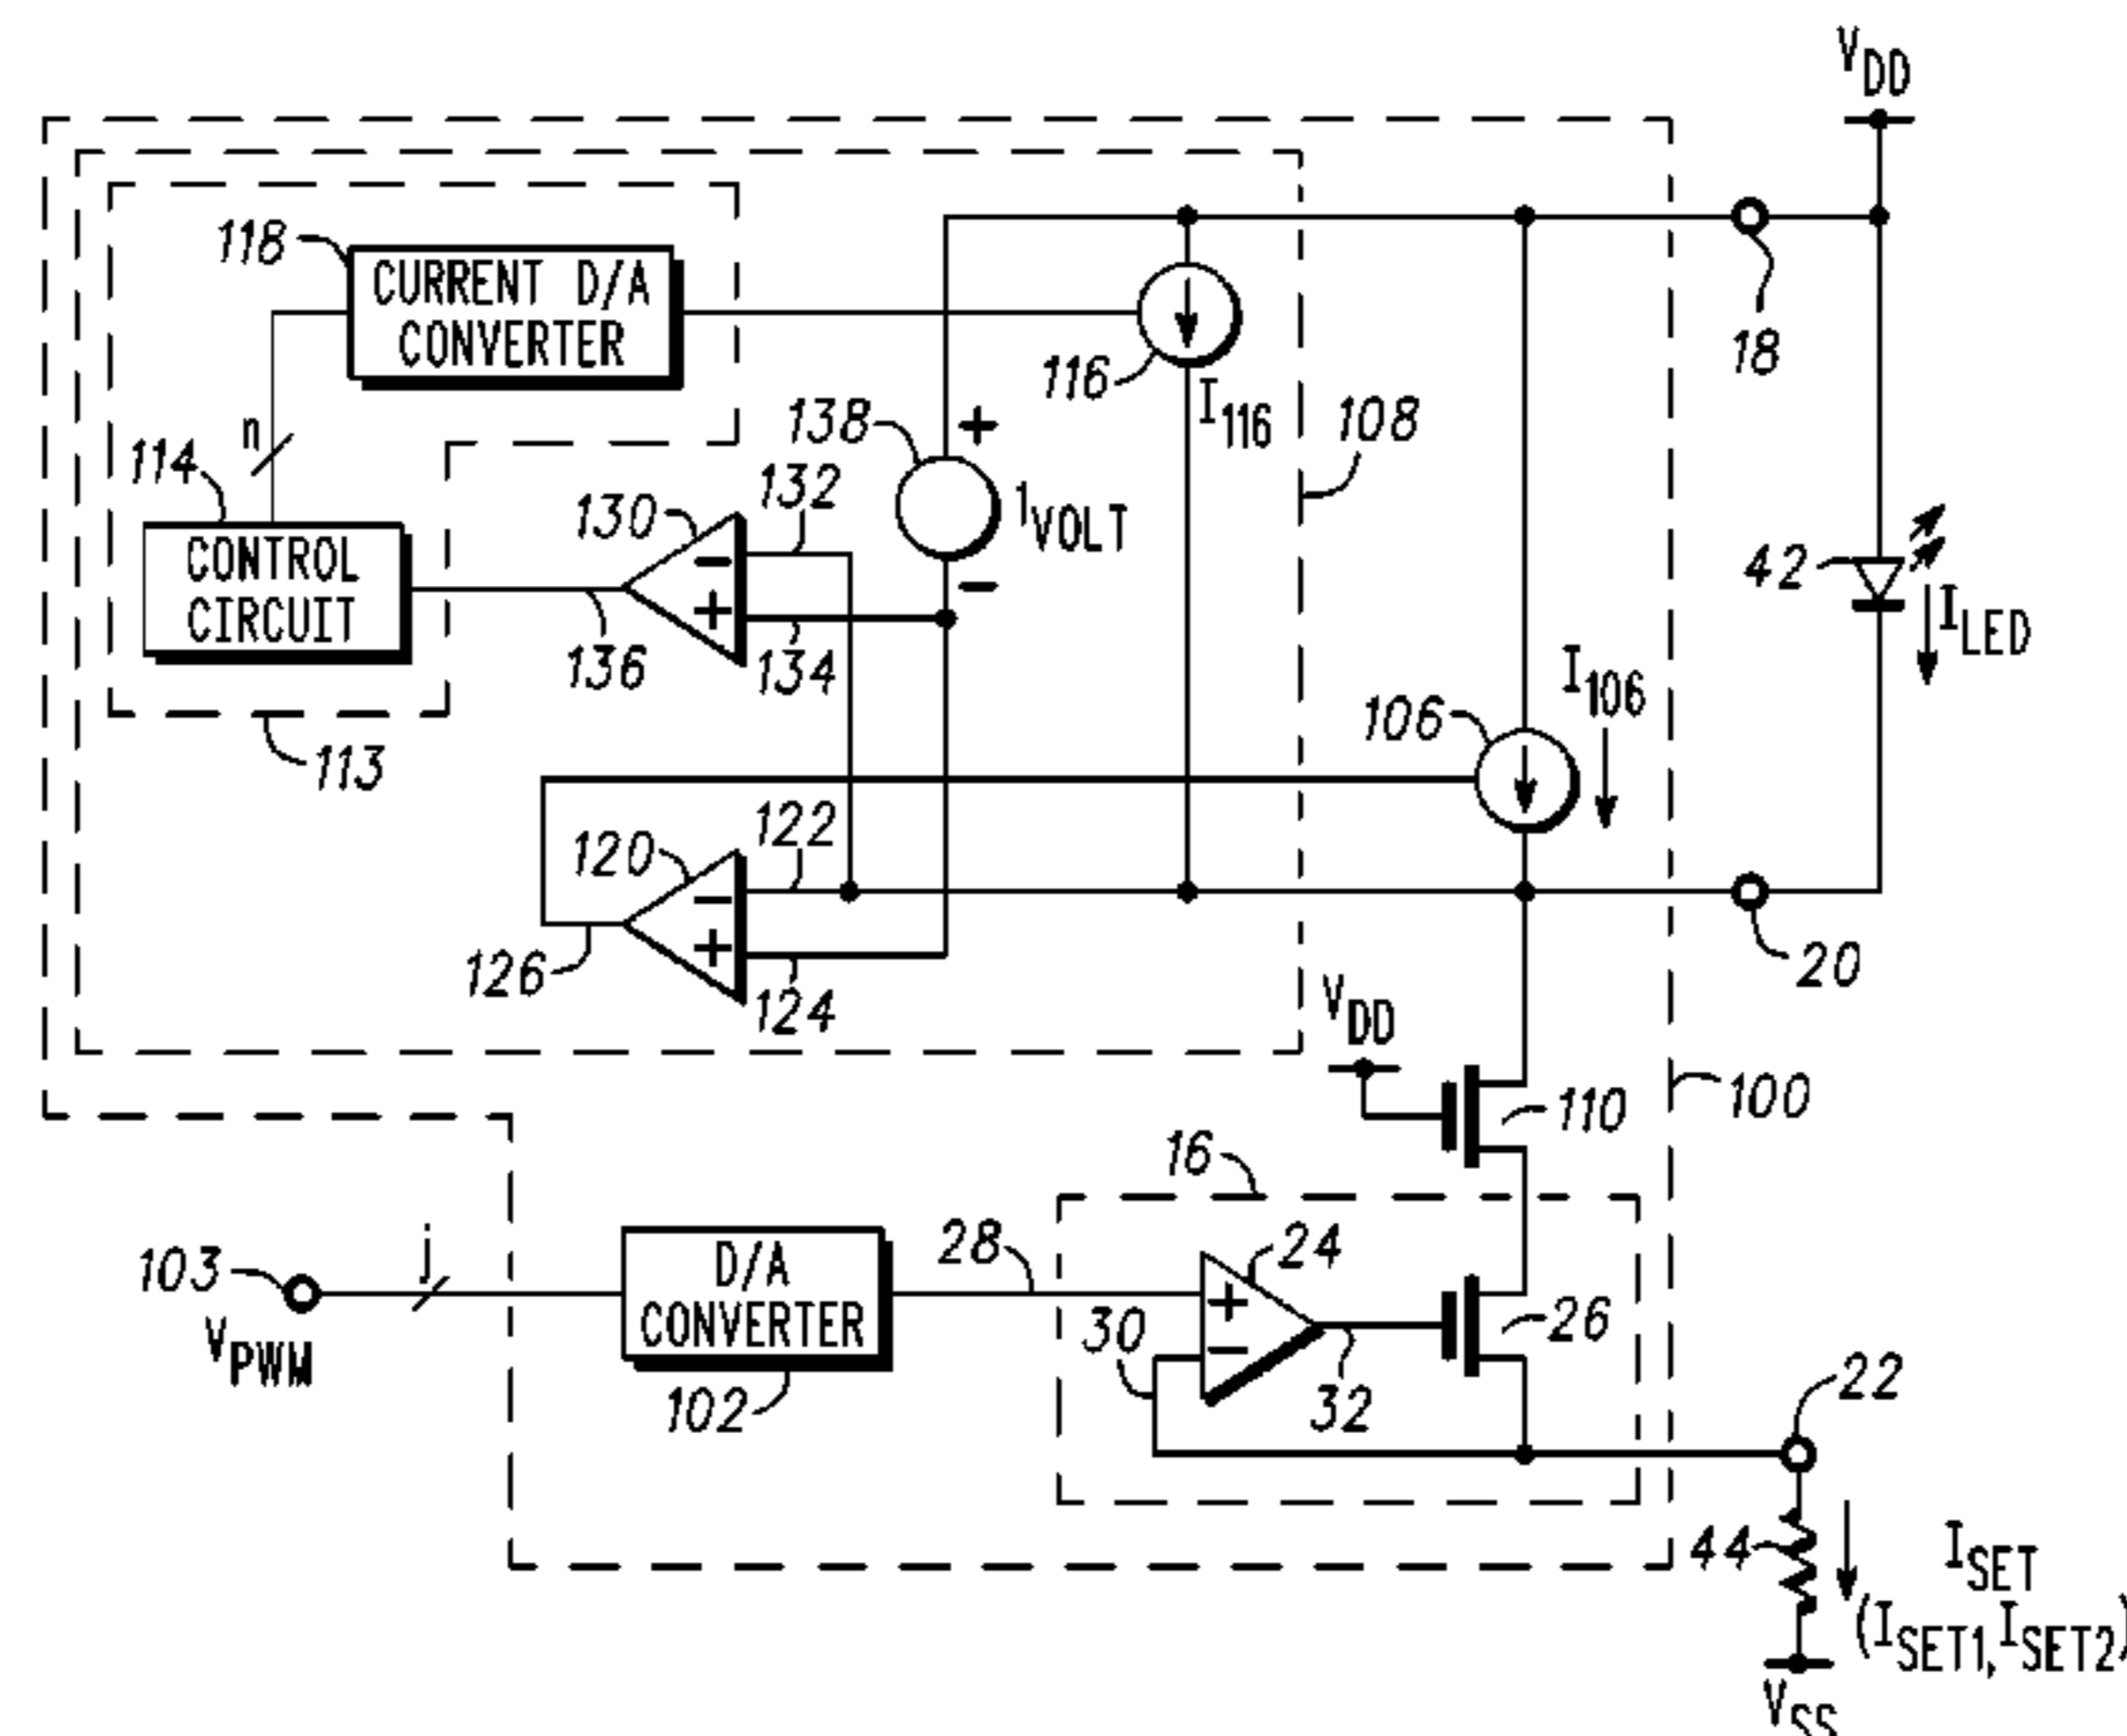 V_DD
118
CURRENT D/A
CONVERTER
116
I_116
18
138
+
108
n
114
132
130
1_VOLT
−
CONTROL
CIRCUIT
−
+
42
I_LED
136
134
I_106
106
113
122
120
−
+
126
124
20
V_DD
110
100
16
103
j
V_PWM
D/A
CONVERTER
28
24
+
−
30
26
102
32
22
44
I_SET
(I_SET1, I_SET2)
V_SS